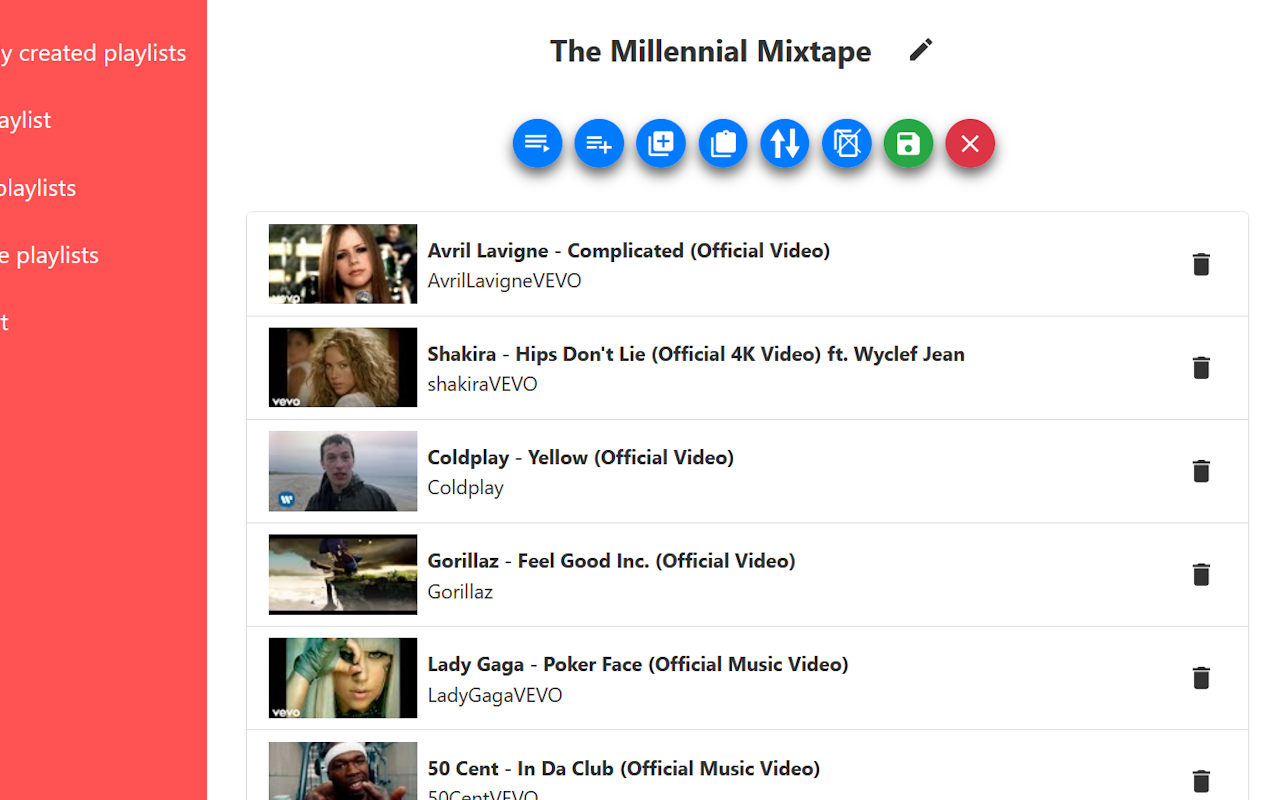 y created playlists
aylist
playlists
e playlists
t
The Millennial Mixtape
Avril Lavigne - Complicated (Official Video)
AvrilLavigneVEVO
vevo
Shakira - Hips Don't Lie (Official 4K Video) ft. Wyclef Jean
shakiraVEVO
vevo
Coldplay - Yellow (Official Video)
Coldplay
Gorillaz - Feel Good Inc. (Official Video)
Gorillaz
Lady Gaga - Poker Face (Official Music Video)
LadyGagaVEVO
vevo
50 Cent - In Da Club (Official Music Video)
50CentVEVO